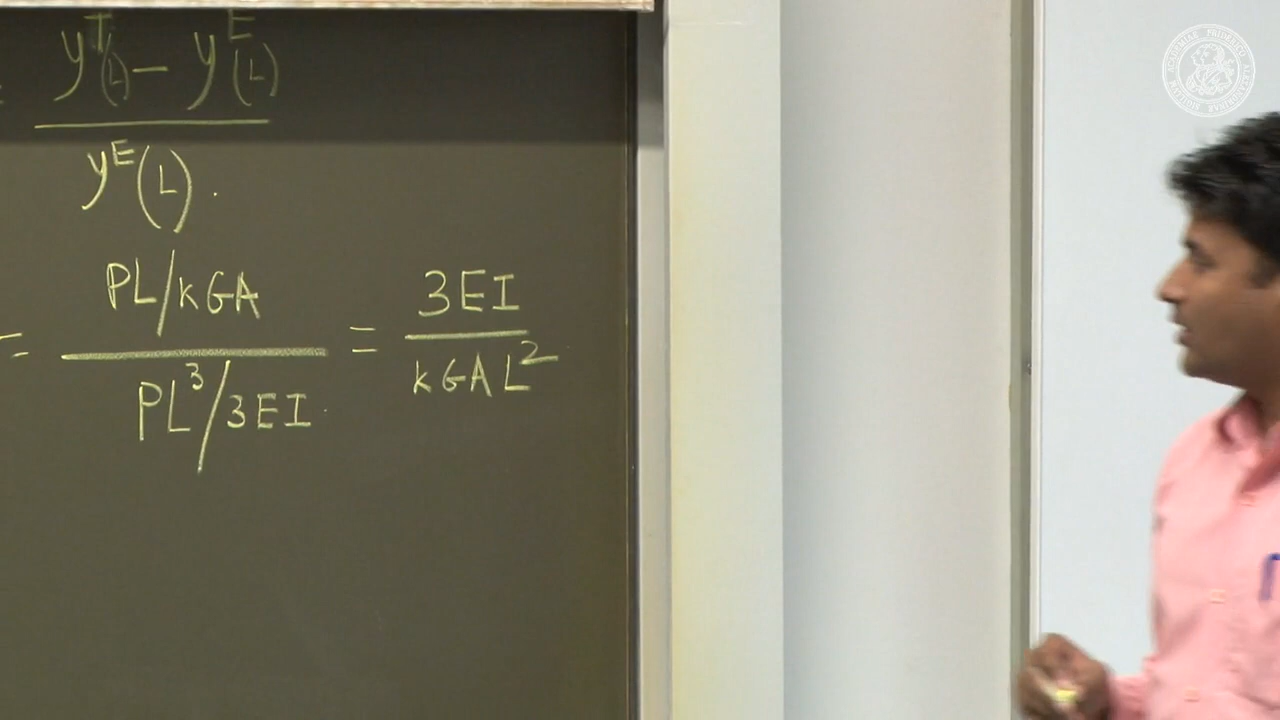 y^T(L) - y^E(L)
y^E(L).
= PL/kGA = 3EI
PL^3/3EI. kGAL^2